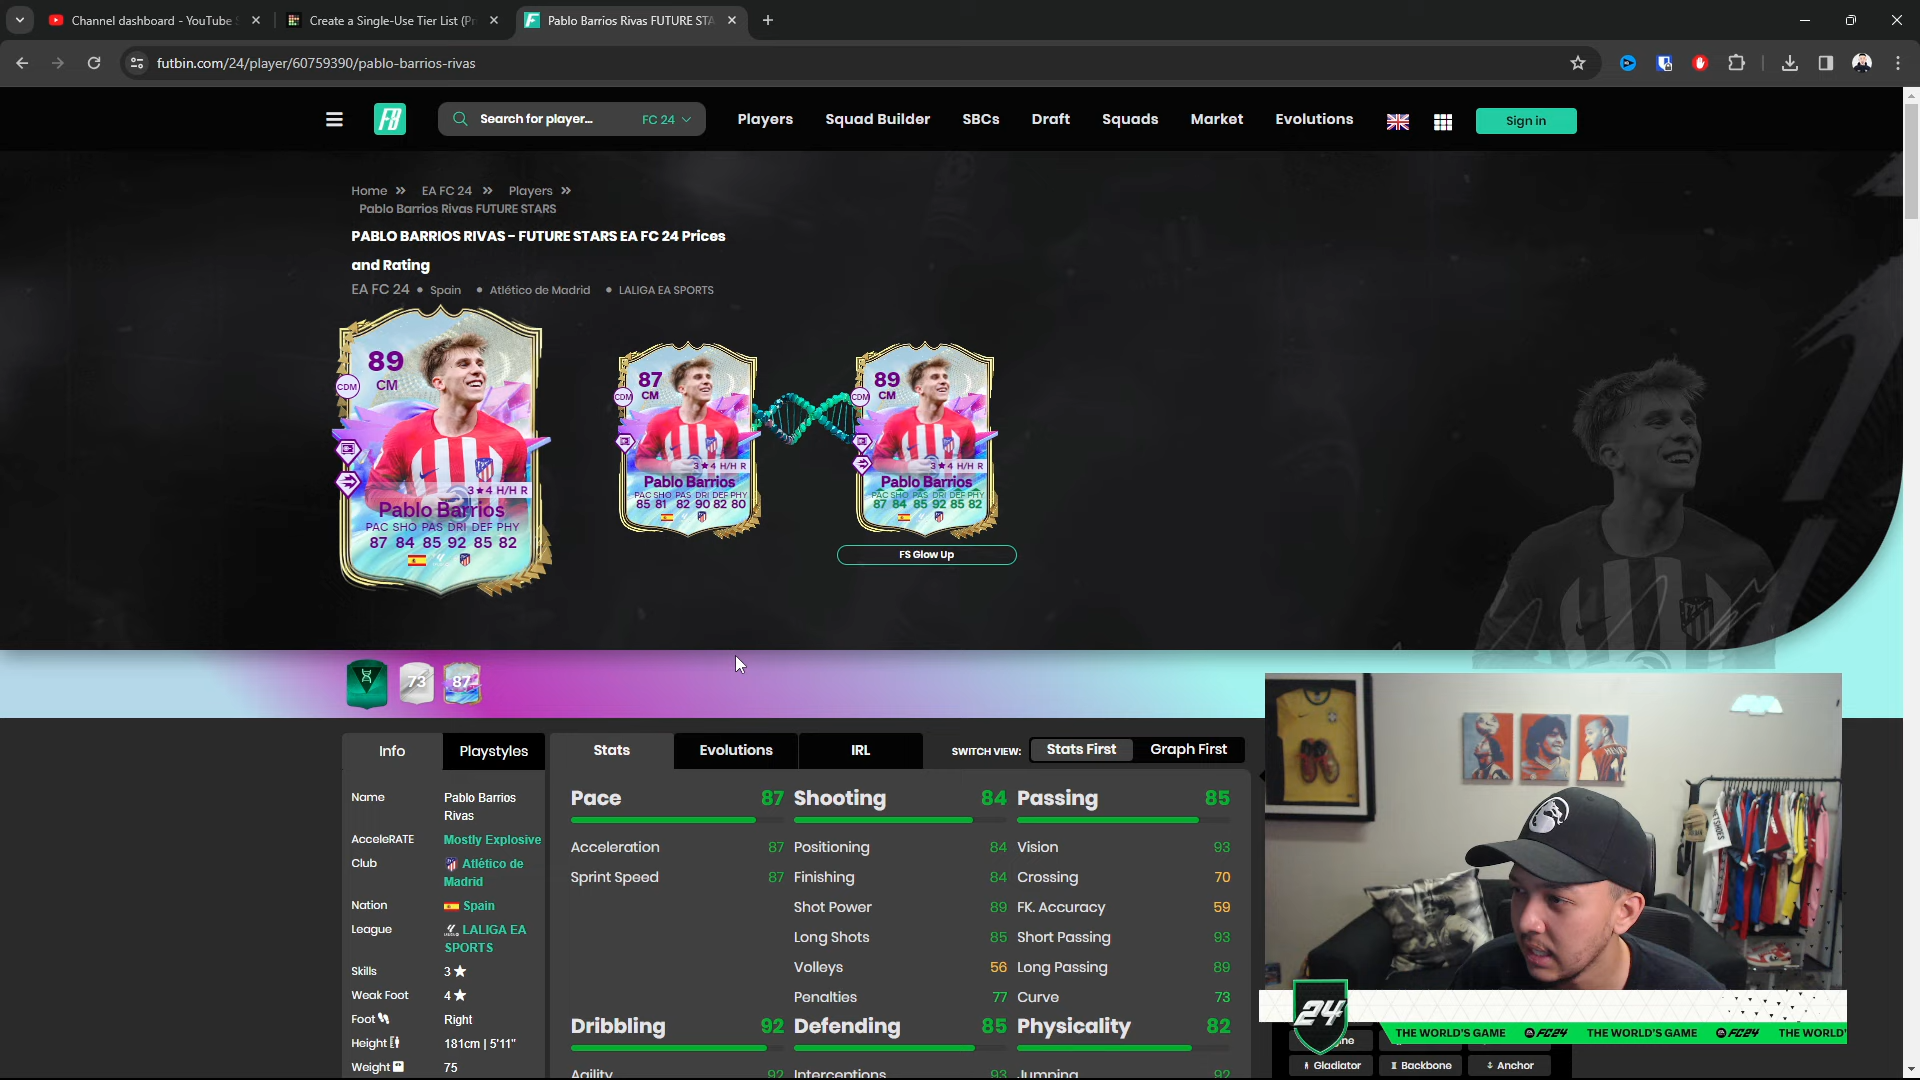 Channel dashboard - YouTube
Create a Single-Use Tier List (Pr
Pablo Barrios Rivas FUTURE STA
futbin.com/24/player/60759390/pablo-barrios-rivas
Search for player... FC 24
Players Squad Builder SBCs Draft Squads Market Evolutions Sign in
Home » EA FC 24 » Players »
Pablo Barrios Rivas FUTURE STARS
PABLO BARRIOS RIVAS - FUTURE STARS EA FC 24 Prices
and Rating
EA FC 24 • Spain • Atlético de Madrid • LALIGA EA SPORTS
89
CM
CDM
3★4 H/H R
Pablo Barrios
PAC SHO PAS DRI DEF PHY
87 84 85 92 85 82
87
CM
CDM
3★4 H/H R
Pablo Barrios
PAC SHO PAS DRI DEF PHY
85 81 82 90 82 80
89
CM
CDM
3★4 H/H R
Pablo Barrios
PAC SHO PAS DRI DEF PHY
87 84 85 92 85 82
FS Glow Up
73 87
Info Playstyles Stats Evolutions IRL SWITCH VIEW: Stats First Graph First
Name Pablo Barrios
Rivas
AcceleRATE Mostly Explosive
Club Atlético de
Madrid
Nation Spain
League LALIGA EA
SPORTS
Skills 3★
Weak Foot 4★
Foot Right
Height 181cm | 5'11"
Weight 75
Pace 87
Acceleration 87
Sprint Speed 87
Shooting 84
Positioning 84
Finishing 84
Shot Power 89
Long Shots 85
Volleys 56
Penalties 77
Passing 85
Vision 93
Crossing 70
FK. Accuracy 59
Short Passing 93
Long Passing 89
Curve 73
Dribbling 92
Agility 92
Defending 85
Interceptions 93
Physicality 82
Jumping 92
24
THE WORLD'S GAME FC24 THE WORLD'S GAME FC24 THE WORLD'
Gladiator Backbone Anchor